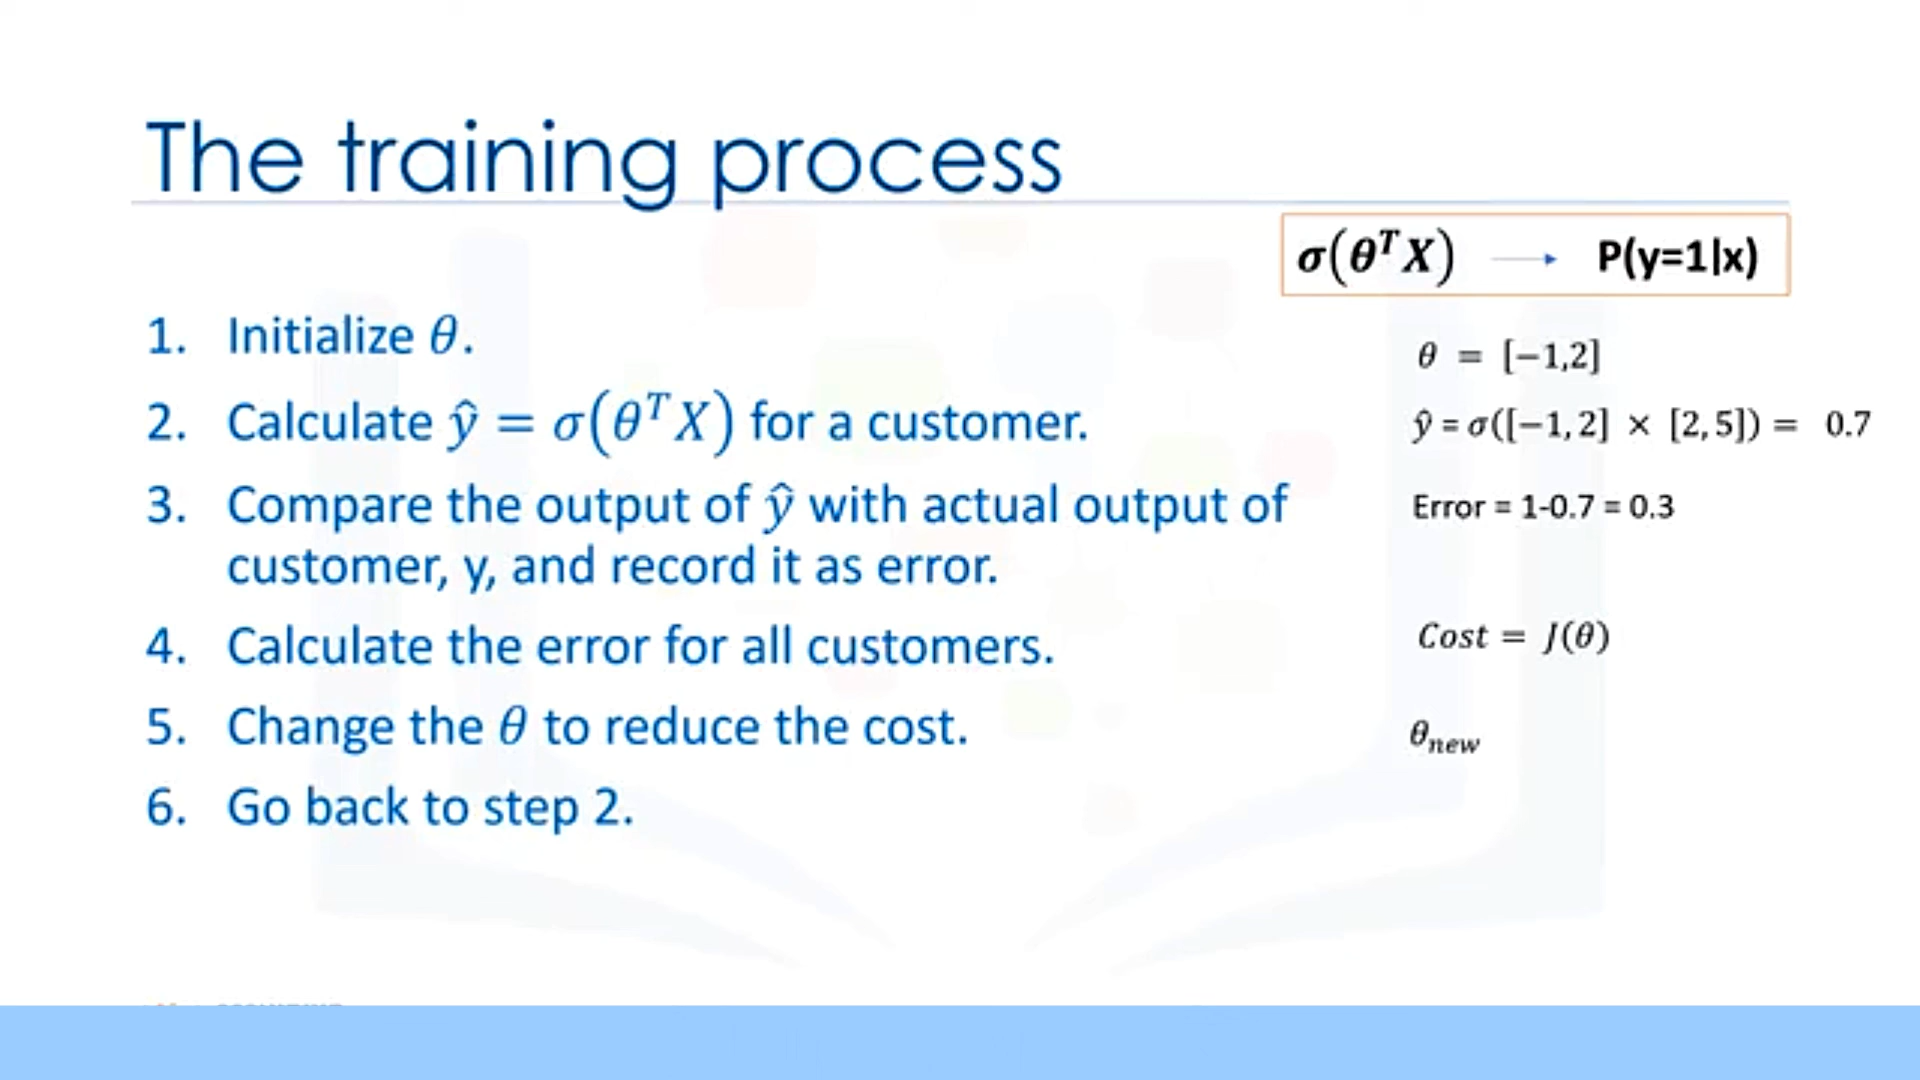 The training process
σ(θᵀX) → P(y=1|x)
1. Initialize θ.
θ = [−1,2]
2. Calculate ŷ = σ(θᵀX) for a customer.
ŷ = σ([−1, 2] × [2, 5]) = 0.7
3. Compare the output of ŷ with actual output of
customer, y, and record it as error.
Error = 1-0.7 = 0.3
4. Calculate the error for all customers.
Cost = J(θ)
5. Change the θ to reduce the cost.
θnew
6. Go back to step 2.